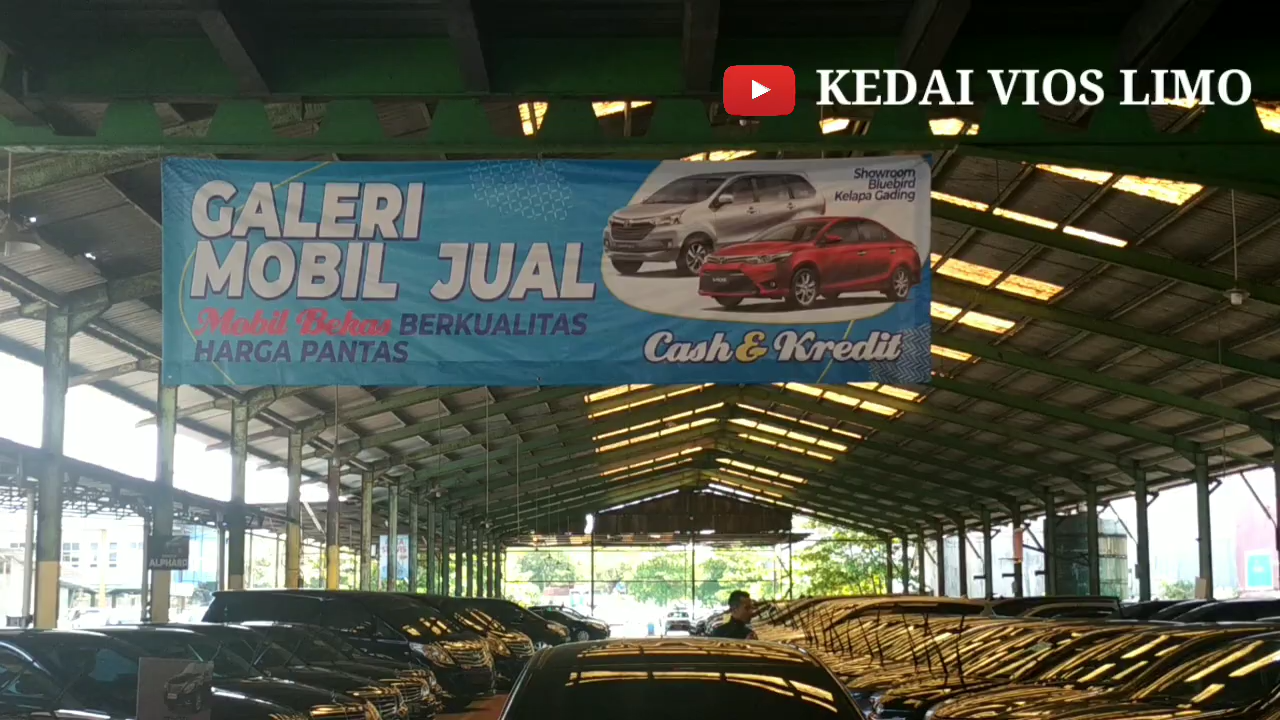 KEDAI VIOS LIMO
GALERI
MOBIL JUAL
Mobil Bekas BERKUALITAS
HARGA PANTAS
Showroom
Bluebird
Kelapa Gading
Cash & Kredit
ALPHARD